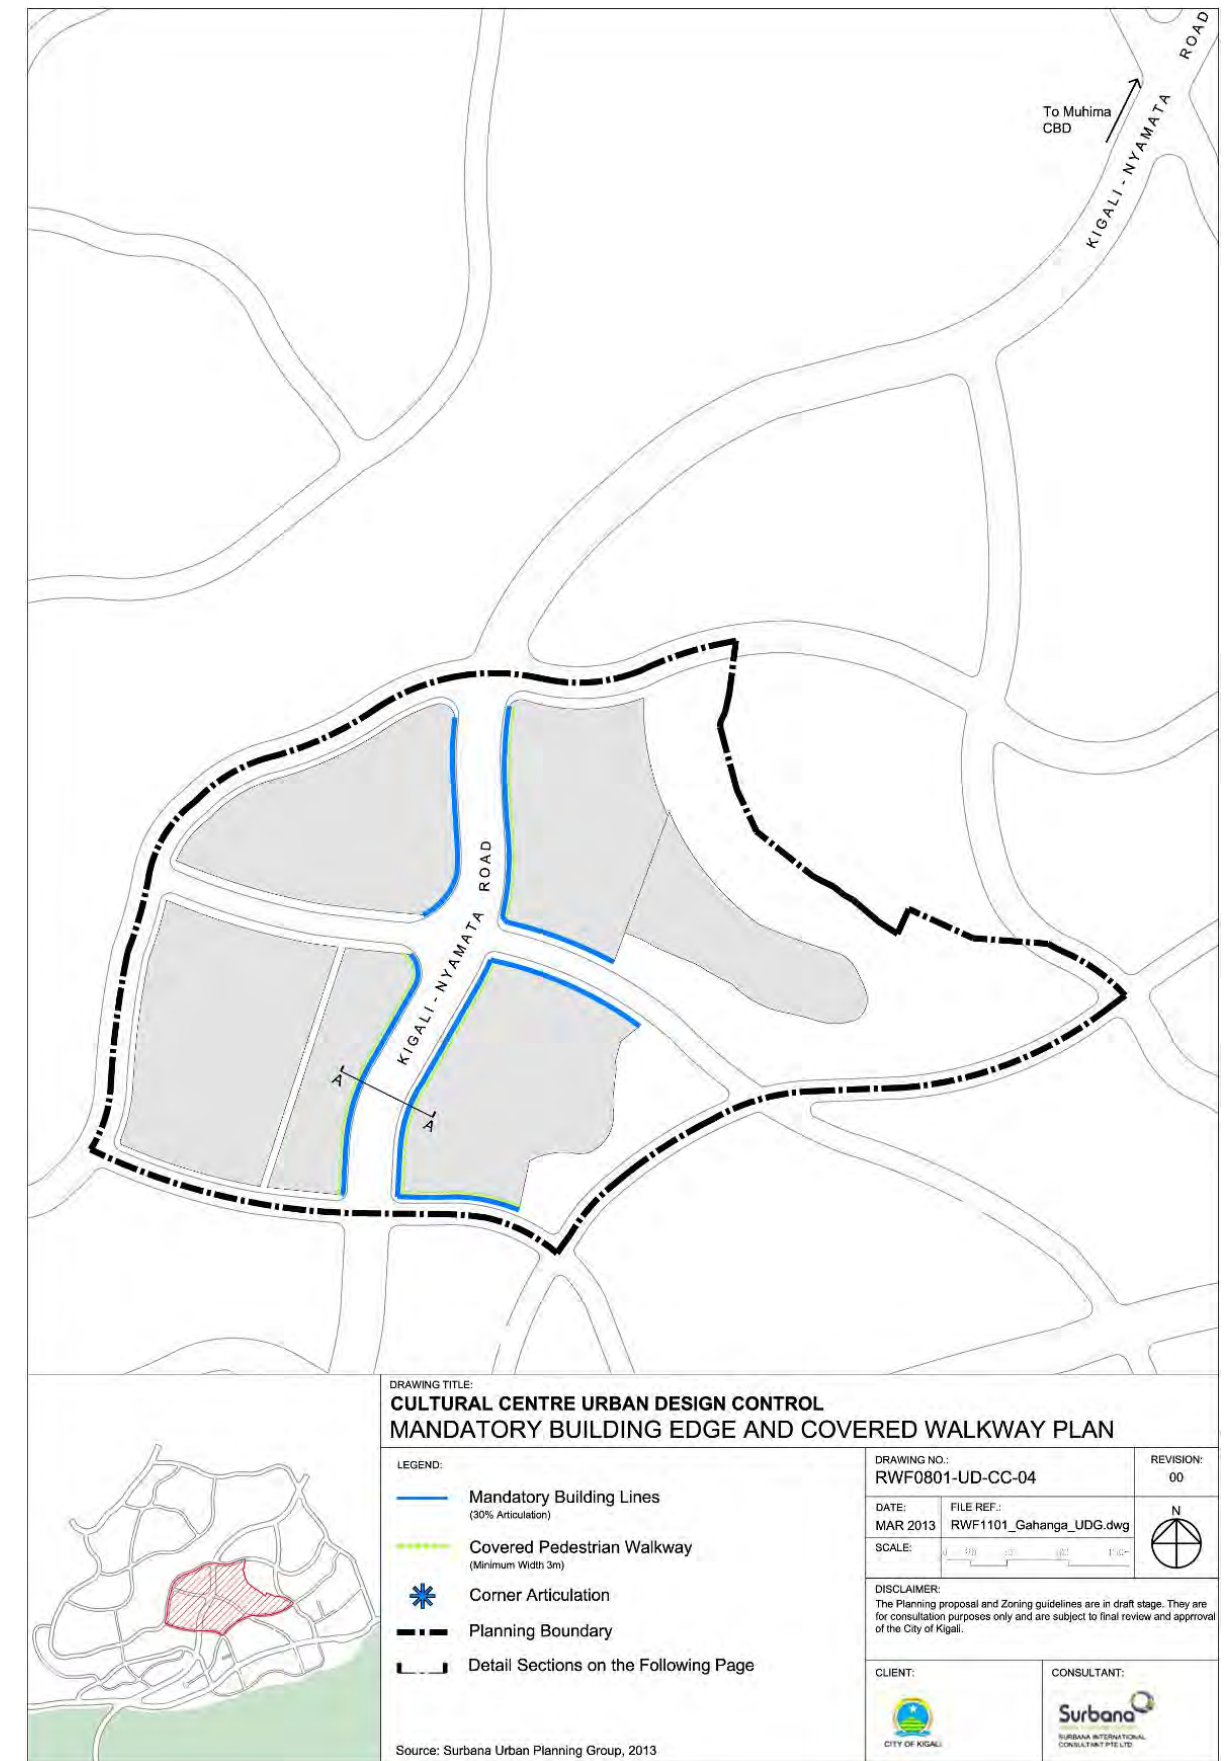 ROAD
To Muhima
CBD
KIGALI - NYAMATA
ROAD
KIGALI - NYAMATA
A
A
DRAWING TITLE:
CULTURAL CENTRE URBAN DESIGN CONTROL
MANDATORY BUILDING EDGE AND COVERED WALKWAY PLAN
LEGEND:
Mandatory Building Lines
(30% Articulation)
Covered Pedestrian Walkway
(Minimum Width 3m)
Corner Articulation
Planning Boundary
Detail Sections on the Following Page
Source: Surbana Urban Planning Group, 2013
DRAWING NO.:
RWF0801-UD-CC-04
REVISION:
00
DATE:
MAR 2013
FILE REF.:
RWF1101_Gahanga_UDG.dwg
N
SCALE:
DISCLAIMER:
The Planning proposal and Zoning guidelines are in draft stage. They are
for consultation purposes only and are subject to final review and approval
of the City of Kigali.
CLIENT:
CITY OF KIGALI
CONSULTANT:
Surbana
SURBANA INTERNATIONAL
CONSULTANT PTE LTD